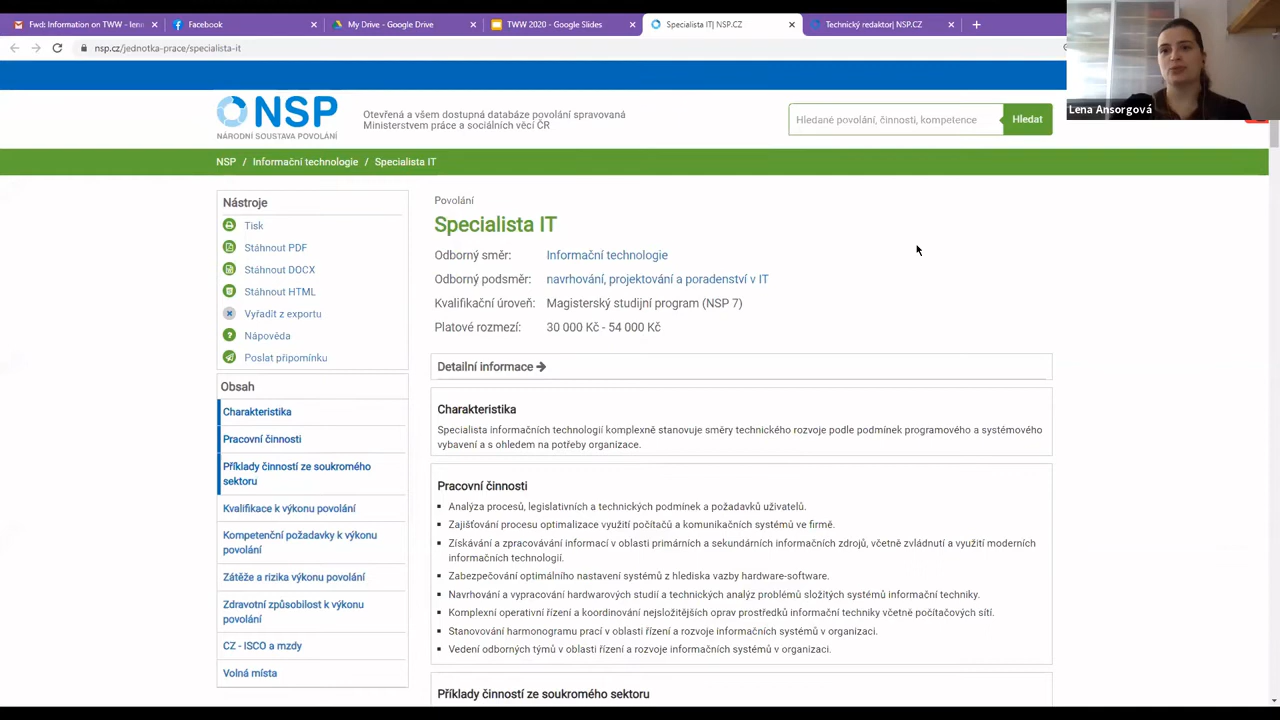 Fwd: Information on TWW - lena
Facebook
My Drive - Google Drive
TWW 2020 - Google Slides
Specialista IT| NSP.CZ
Technický redaktor| NSP.CZ
nsp.cz/jednotka-prace/specialista-it
Lena Ansorgová
NSP
NÁRODNÍ SOUSTAVA POVOLÁNÍ
Otevřená a všem dostupná databáze povolání spravovaná
Ministerstvem práce a sociálních věcí ČR
Hledané povolání, činnosti, kompetence
Hledat
NSP / Informační technologie / Specialista IT
Nástroje
Tisk
Stáhnout PDF
Stáhnout DOCX
Stáhnout HTML
Vyřadit z exportu
Nápověda
Poslat připomínku
Obsah
Charakteristika
Pracovní činnosti
Příklady činností ze soukromého
sektoru
Kvalifikace k výkonu povolání
Kompetenční požadavky k výkonu
povolání
Zátěže a rizika výkonu povolání
Zdravotní způsobilost k výkonu
povolání
CZ - ISCO a mzdy
Volná místa
Povolání
Specialista IT
Odborný směr: Informační technologie
Odborný podsměr: navrhování, projektování a poradenství v IT
Kvalifikační úroveň: Magisterský studijní program (NSP 7)
Platové rozmezí: 30 000 Kč - 54 000 Kč
Detailní informace
Charakteristika
Specialista informačních technologií komplexně stanovuje směry technického rozvoje podle podmínek programového a systémového
vybavení a s ohledem na potřeby organizace.
Pracovní činnosti
Analýza procesů, legislativních a technických podmínek a požadavků uživatelů.
Zajišťování procesu optimalizace využití počítačů a komunikačních systémů ve firmě.
Získávání a zpracovávání informací v oblasti primárních a sekundárních informačních zdrojů, včetně zvládnutí a využití moderních
informačních technologií.
Zabezpečování optimálního nastavení systémů z hlediska vazby hardware-software.
Navrhování a vypracování hardwarových studií a technických analýz problémů složitých systémů informační techniky.
Komplexní operativní řízení a koordinování nejsložitějších oprav prostředků informační techniky včetně počítačových sítí.
Stanovování harmonogramu prací v oblasti řízení a rozvoje informačních systémů v organizaci.
Vedení odborných týmů v oblasti řízení a rozvoje informačních systémů v organizaci.
Příklady činností ze soukromého sektoru